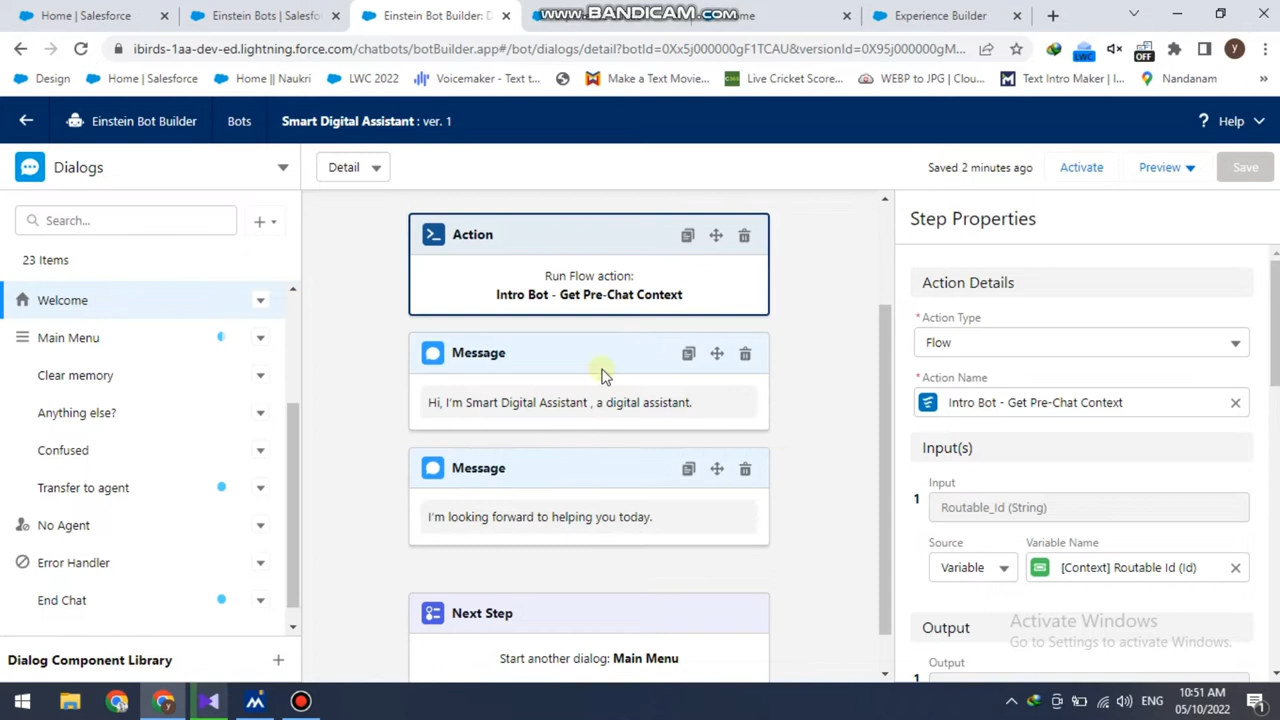 Home | Salesforce
Einstein Bots | Salesfo
Einstein Bot Builder: D
www.BANDICAM.com
ome
Experience Builder
ibirds-1aa-dev-ed.lightning.force.com/chatbots/botBuilder.app#/bot/dialogs/detail?botId=0Xx5j000000gF1TCAU&versionId=0X95j000000gM...
y
Design
Home | Salesforce
Home || Naukri
LWC 2022
Voicemaker - Text t...
Make a Text Movie...
Live Cricket Score...
WEBP to JPG | Clou...
Text Intro Maker | I...
Nandanam
»
LWC
OFF
Einstein Bot Builder
Bots
Smart Digital Assistant : ver. 1
? Help
Dialogs
Detail
Saved 2 minutes ago
Activate
Preview
Save
Search...
23 Items
Welcome
Main Menu
Clear memory
Anything else?
Confused
Transfer to agent
No Agent
Error Handler
End Chat
Dialog Component Library
Action
Run Flow action:
Intro Bot - Get Pre-Chat Context
Message
Hi, I'm Smart Digital Assistant , a digital assistant.
Message
I'm looking forward to helping you today.
Next Step
Start another dialog: Main Menu
Step Properties
Action Details
* Action Type
Flow
* Action Name
Intro Bot - Get Pre-Chat Context
Input(s)
Input
1
Routable_Id (String)
Source
Variable Name
Variable
[Context] Routable Id (Id)
Output
Output
1
Activate Windows
Go to Settings to activate Windows.
ENG
10:51 AM
05/10/2022
1